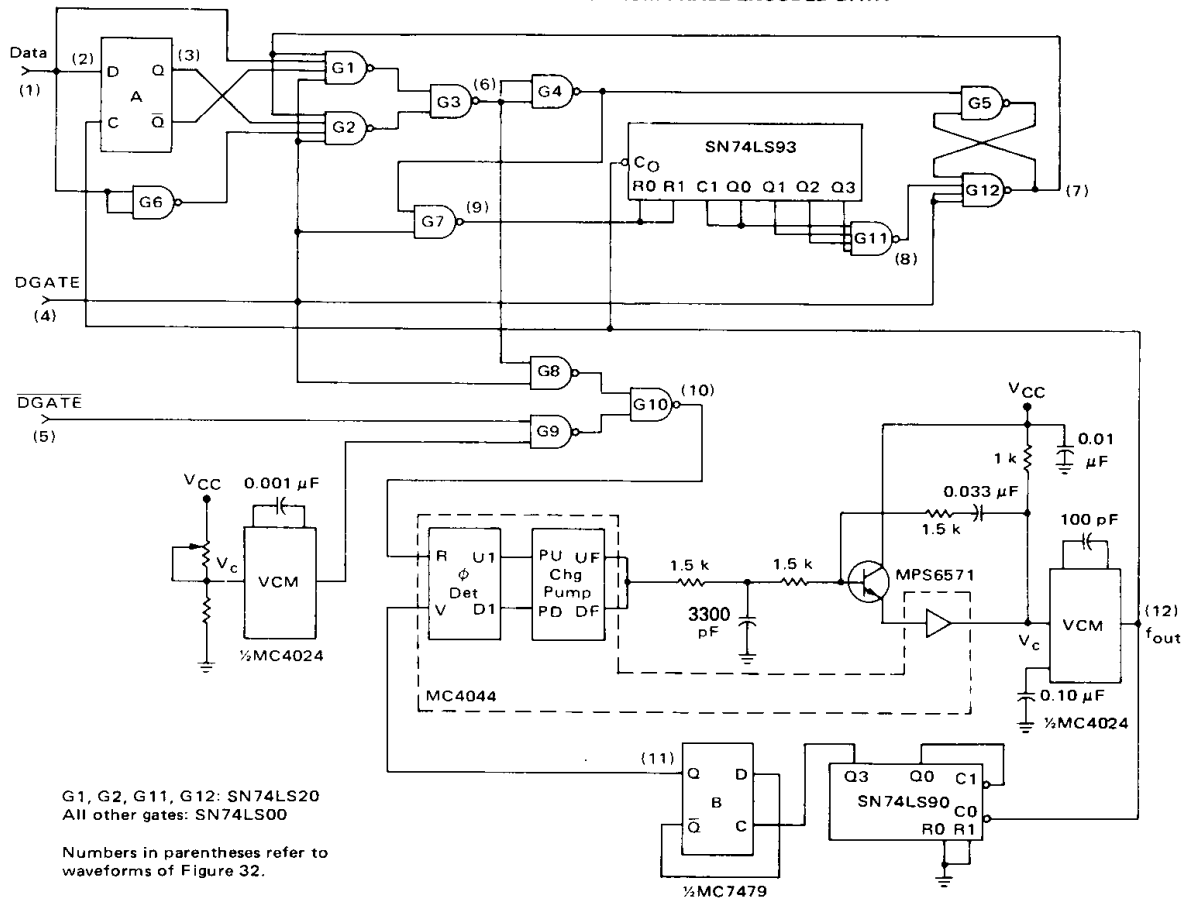 Data
(1)
(2)
D
Q
(3)
A
C
Q̅
G1
G2
G3
(6)
G4
G5
G6
G7
(9)
SN74LS93
C0
R0 R1 C1 Q0 Q1 Q2 Q3
G11
(8)
G12
(7)
DGATE
(4)
D̅G̅A̅T̅E̅
(5)
G8
G9
G10
(10)
VCC
0.001 µF
VC
VCM
½MC4024
R U1
ϕ
Det
V D1
PU UF
Chg
Pump
PD DF
MC4044
1.5 k
1.5 k
3300
pF
VCC
0.01
µF
1 k
0.033 µF
1.5 k
MPS6571
100 pF
VC
VCM
(12)
fout
0.10 µF
½MC4024
(11)
Q D
B
Q̅ C
½MC7479
Q3 Q0 C1
SN74LS90
C0
R0 R1
G1, G2, G11, G12: SN74LS20
All other gates: SN74LS00
Numbers in parentheses refer to
waveforms of Figure 32.